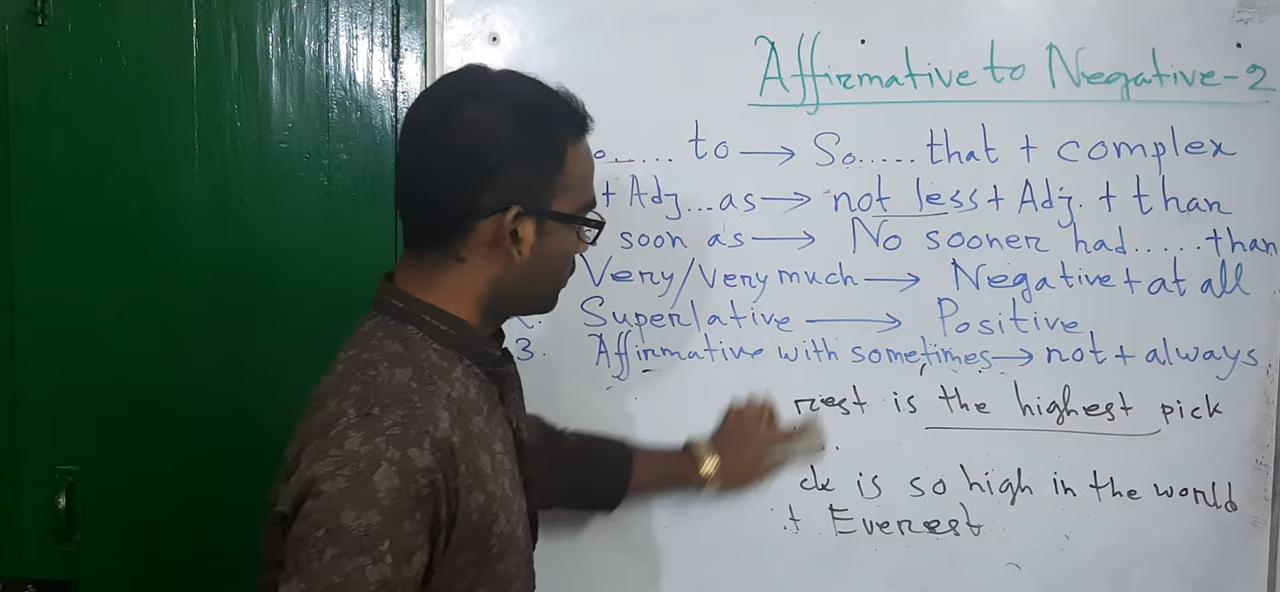 Affirmative to Negative-2
to → So..... that + complex
+ Adj...as → not less + Adj. + than
soon as → No sooner had.....than
Very/Very much → Negative + at all
Superlative → Positive
3. Affirmative with sometimes → not + always
rest is the highest pick
ck is so high in the world
t Everest